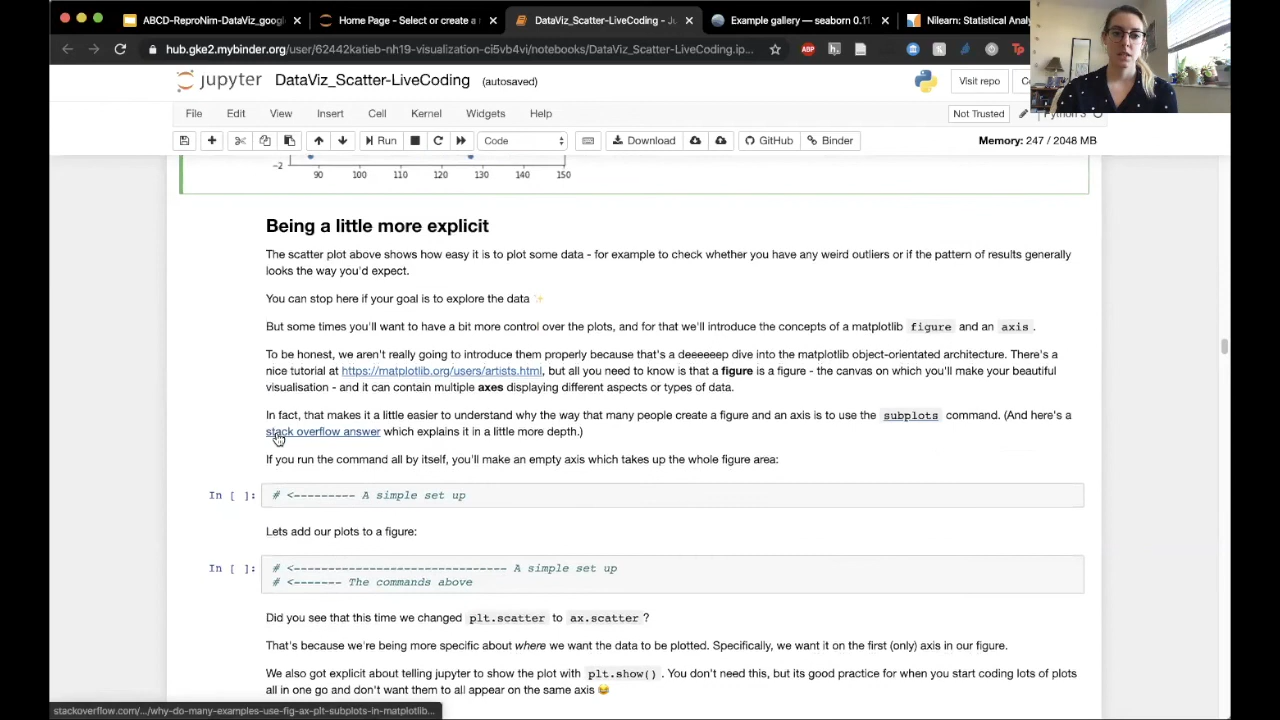 ABCD-ReproNim-DataViz_goog
Home Page - Select or create a n
DataViz_Scatter-LiveCoding - Ju
Example gallery — seaborn 0.11.
Nilearn: Statistical Analy
hub.gke2.mybinder.org/user/62442katieb-nh19-visualization-ci5vb4vi/notebooks/DataViz_Scatter-LiveCoding.ip...
ABP
jupyter
DataViz_Scatter-LiveCoding (autosaved)
Visit repo
File Edit View Insert Cell Kernel Widgets Help
Not Trusted
Python 3
Run
Code
Download
GitHub
Binder
Memory: 247 / 2048 MB
−2
90 100 110 120 130 140 150
Being a little more explicit
The scatter plot above shows how easy it is to plot some data - for example to check whether you have any weird outliers or if the pattern of results generally
looks the way you'd expect.
You can stop here if your goal is to explore the data ✨
But some times you'll want to have a bit more control over the plots, and for that we'll introduce the concepts of a matplotlib figure and an axis.
To be honest, we aren't really going to introduce them properly because that's a deeeeeep dive into the matplotlib object-orientated architecture. There's a
nice tutorial at https://matplotlib.org/users/artists.html, but all you need to know is that a figure is a figure - the canvas on which you'll make your beautiful
visualisation - and it can contain multiple axes displaying different aspects or types of data.
In fact, that makes it a little easier to understand why the way that many people create a figure and an axis is to use the subplots command. (And here's a
stack overflow answer which explains it in a little more depth.)
If you run the command all by itself, you'll make an empty axis which takes up the whole figure area:
In [ ]: # <--------- A simple set up
Lets add our plots to a figure:
In [ ]: # <------------------------------ A simple set up
# <------- The commands above
Did you see that this time we changed plt.scatter to ax.scatter?
That's because we're being more specific about where we want the data to be plotted. Specifically, we want it on the first (only) axis in our figure.
We also got explicit about telling jupyter to show the plot with plt.show(). You don't need this, but its good practice for when you start coding lots of plots
all in one go and don't want them to all appear on the same axis 😂
stackoverflow.com/.../why-do-many-examples-use-fig-ax-plt-subplots-in-matplotlib...